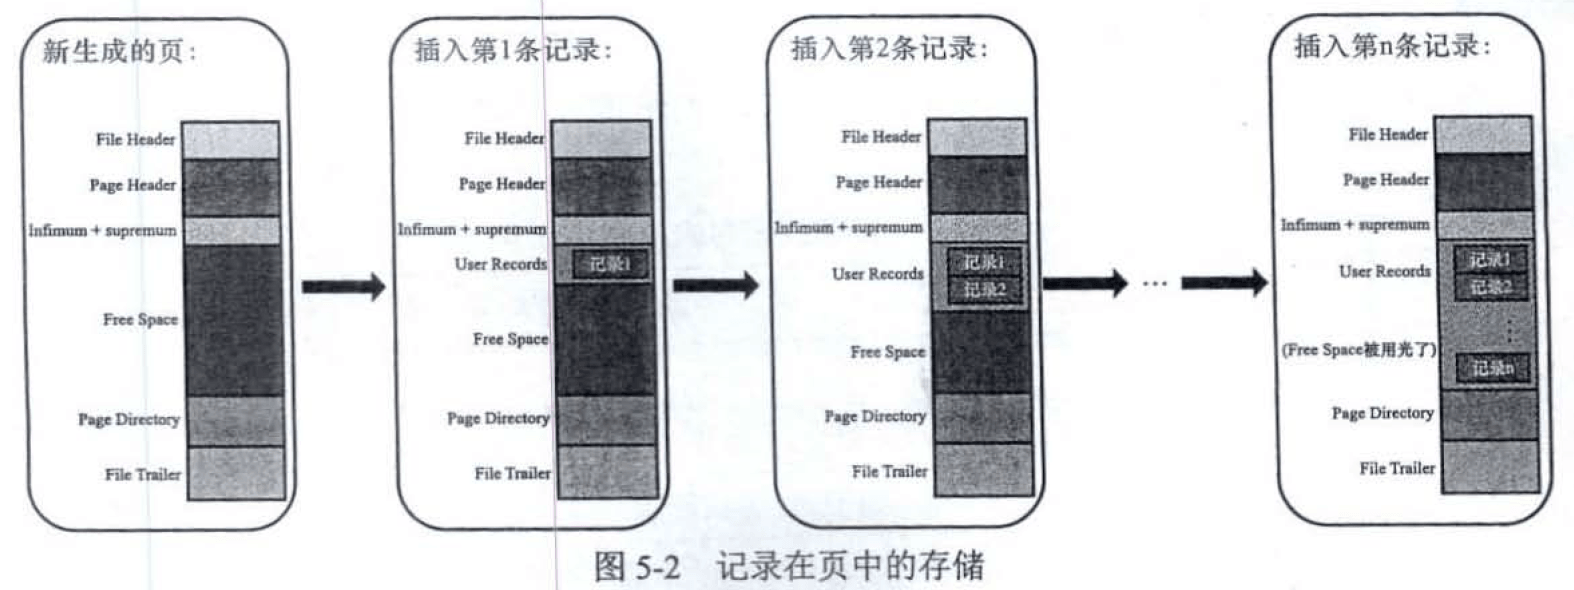 新生成的页：
File Header
Page Header
Infimum + supremum
Free Space
Page Directory
File Trailer
插入第1条记录：
File Header
Page Header
Infimum + supremum
User Records
记录1
Free Space
Page Directory
File Trailer
插入第2条记录：
File Header
Page Header
Infimum + supremum
User Records
记录1
记录2
Free Space
Page Directory
File Trailer
...
插入第n条记录：
File Header
Page Header
Infimum + supremum
User Records
记录1
记录2
⋮
(Free Space被用光了)
记录n
Page Directory
File Trailer
图 5-2 记录在页中的存储